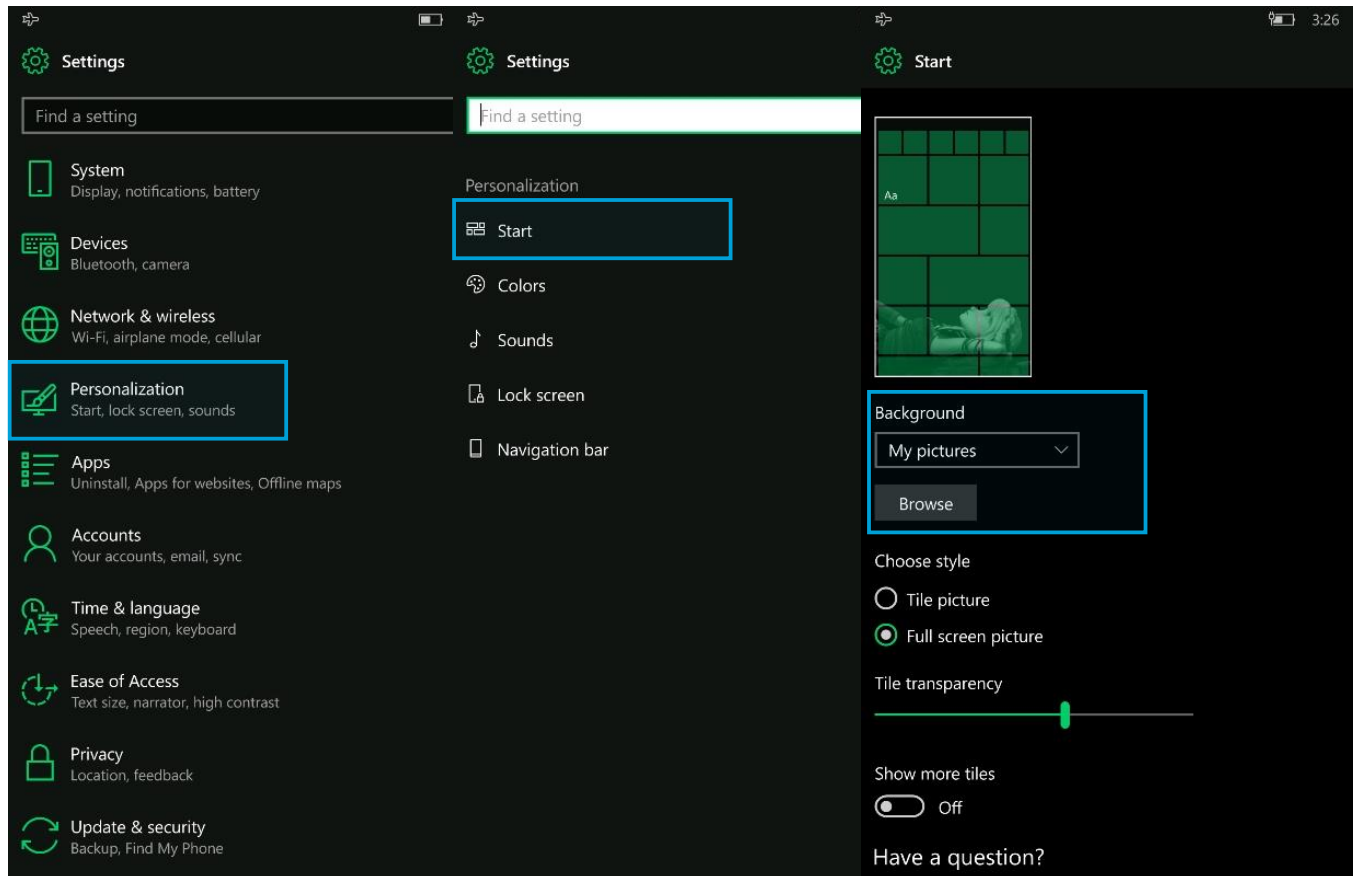 Settings
Find a setting
System
Display, notifications, battery
Devices
Bluetooth, camera
Network & wireless
Wi-Fi, airplane mode, cellular
Personalization
Start, lock screen, sounds
Apps
Uninstall, Apps for websites, Offline maps
Accounts
Your accounts, email, sync
Time & language
Speech, region, keyboard
Ease of Access
Text size, narrator, high contrast
Privacy
Location, feedback
Update & security
Backup, Find My Phone
Settings
Find a setting
Personalization
Start
Colors
Sounds
Lock screen
Navigation bar
3:26
Start
Aa
Background
My pictures
Browse
Choose style
Tile picture
Full screen picture
Tile transparency
Show more tiles
Off
Have a question?